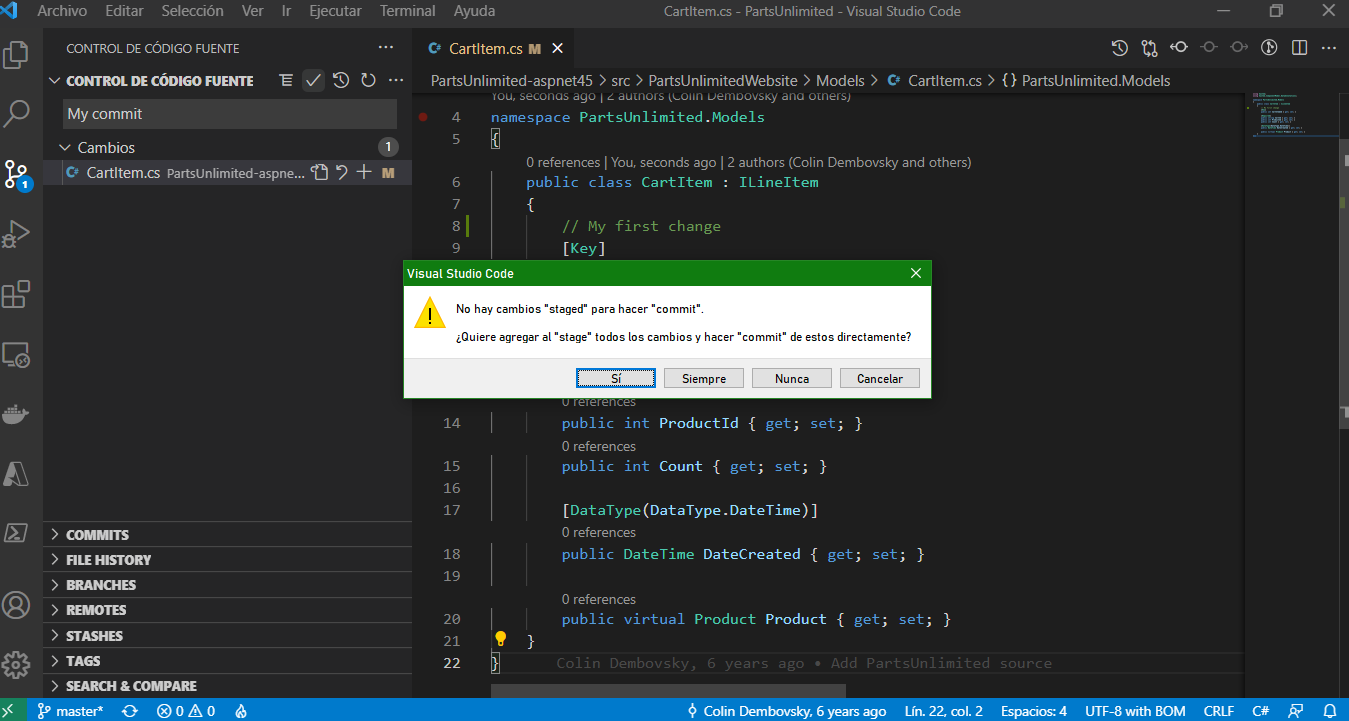 Archivo Editar Selección Ver Ir Ejecutar Terminal Ayuda CartItem.cs - PartsUnlimited - Visual Studio Code
CONTROL DE CÓDIGO FUENTE
CONTROL DE CÓDIGO FUENTE
My commit
Cambios 1
CartItem.cs PartsUnlimited-aspne... M
1
COMMITS
FILE HISTORY
BRANCHES
REMOTES
STASHES
TAGS
SEARCH & COMPARE
C# CartItem.cs M
PartsUnlimited-aspnet45 > src > PartsUnlimitedWebsite > Models > C# CartItem.cs > {} PartsUnlimited.Models
You, seconds ago | 2 authors (Colin Dembovsky and others)
4 namespace PartsUnlimited.Models
5 {
0 references | You, seconds ago | 2 authors (Colin Dembovsky and others)
6 public class CartItem : ILineItem
7 {
8 // My first change
9 [Key]
Visual Studio Code
No hay cambios "staged" para hacer "commit".
¿Quiere agregar al "stage" todos los cambios y hacer "commit" de estos directamente?
Sí Siempre Nunca Cancelar
0 references
14 public int ProductId { get; set; }
0 references
15 public int Count { get; set; }
16
17 [DataType(DataType.DateTime)]
0 references
18 public DateTime DateCreated { get; set; }
19
0 references
20 public virtual Product Product { get; set; }
21 }
22 } Colin Dembovsky, 6 years ago • Add PartsUnlimited source
master* 0 0 Colin Dembovsky, 6 years ago Lín. 22, col. 2 Espacios: 4 UTF-8 with BOM CRLF C#